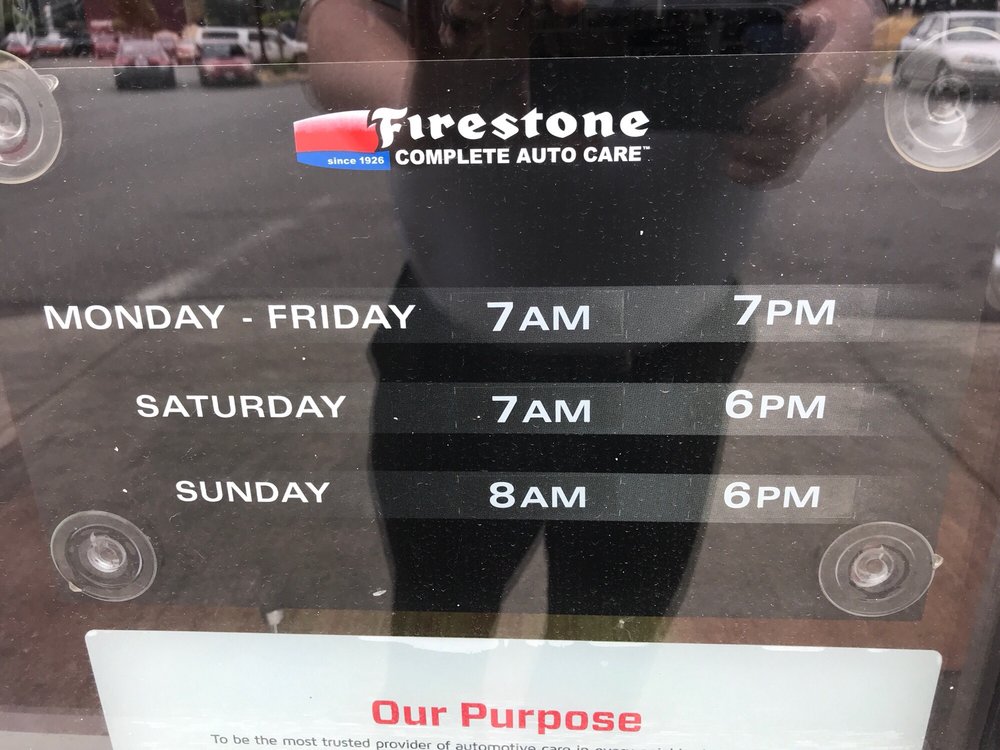 Firestone
since 1926 COMPLETE AUTO CARE™
MONDAY - FRIDAY 7AM 7PM
SATURDAY 7AM 6PM
SUNDAY 8AM 6PM
Our Purpose
To be the most trusted provider of automotive care in